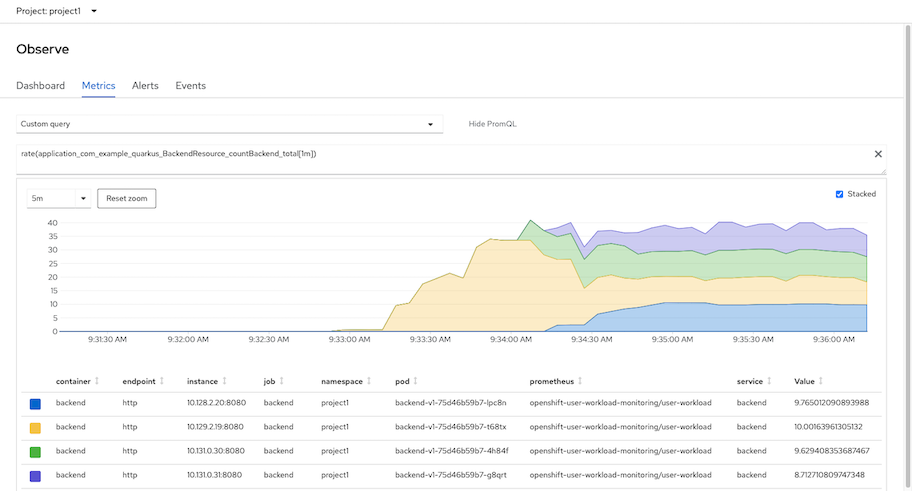 Project: project1
Observe
Dashboard Metrics Alerts Events
Custom query Hide PromQL
rate(application_com_example_quarkus_BackendResource_countBackend_total[1m])
5m Reset zoom Stacked
40
35
30
25
20
15
10
5
0
9:31:30 AM 9:32:00 AM 9:32:30 AM 9:33:00 AM 9:33:30 AM 9:34:00 AM 9:34:30 AM 9:35:00 AM 9:35:30 AM 9:36:00 AM
container endpoint instance job namespace pod prometheus service Value
backend http 10.128.2.20:8080 backend project1 backend-v1-75d46b59b7-lpc8n openshift-user-workload-monitoring/user-workload backend 9.765012090893988
backend http 10.129.2.19:8080 backend project1 backend-v1-75d46b59b7-t68tx openshift-user-workload-monitoring/user-workload backend 10.00163961305132
backend http 10.131.0.30:8080 backend project1 backend-v1-75d46b59b7-4h84f openshift-user-workload-monitoring/user-workload backend 9.629408353687467
backend http 10.131.0.31:8080 backend project1 backend-v1-75d46b59b7-g8qrt openshift-user-workload-monitoring/user-workload backend 8.712710809747348